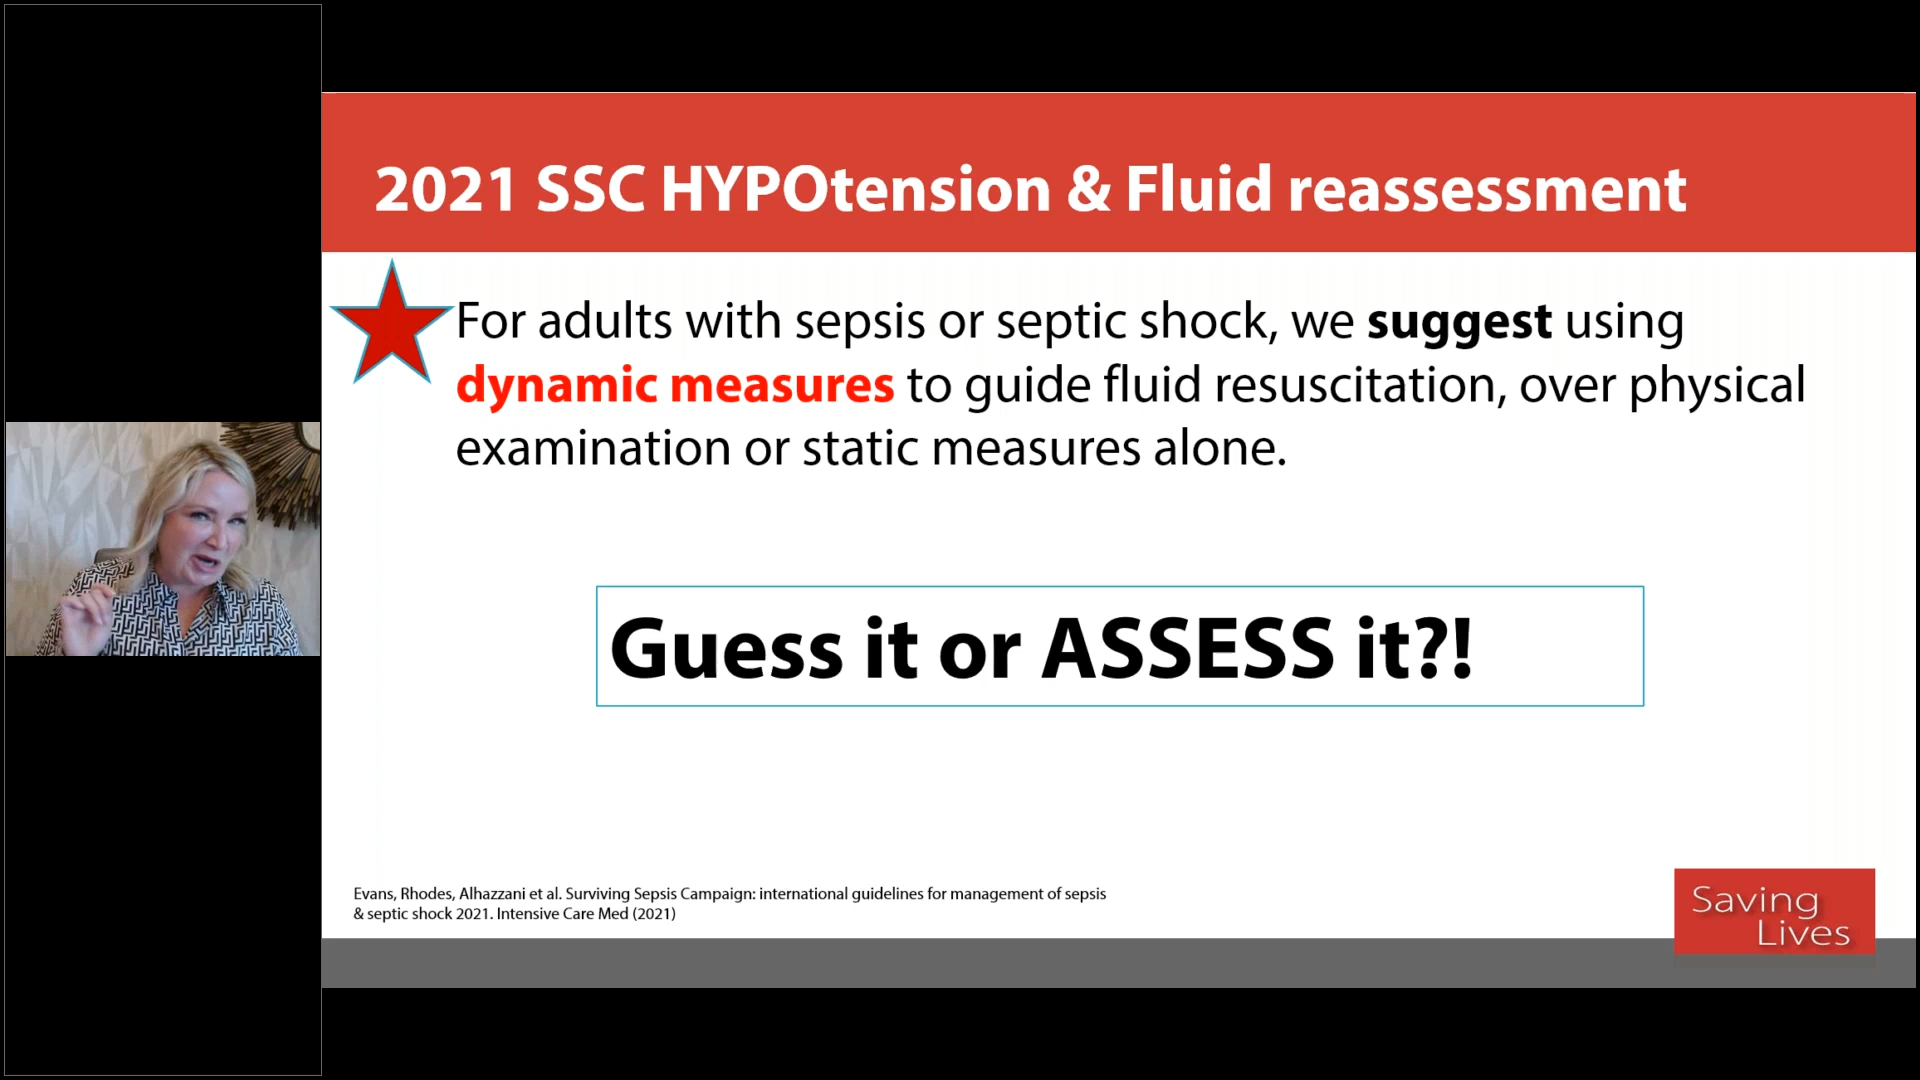 2021 SSC HYPOtension & Fluid reassessment
For adults with sepsis or septic shock, we suggest using
dynamic measures to guide fluid resuscitation, over physical
examination or static measures alone.
Guess it or ASSESS it?!
Evans, Rhodes, Alhazzani et al. Surviving Sepsis Campaign: international guidelines for management of sepsis
& septic shock 2021. Intensive Care Med (2021)
Saving
Lives